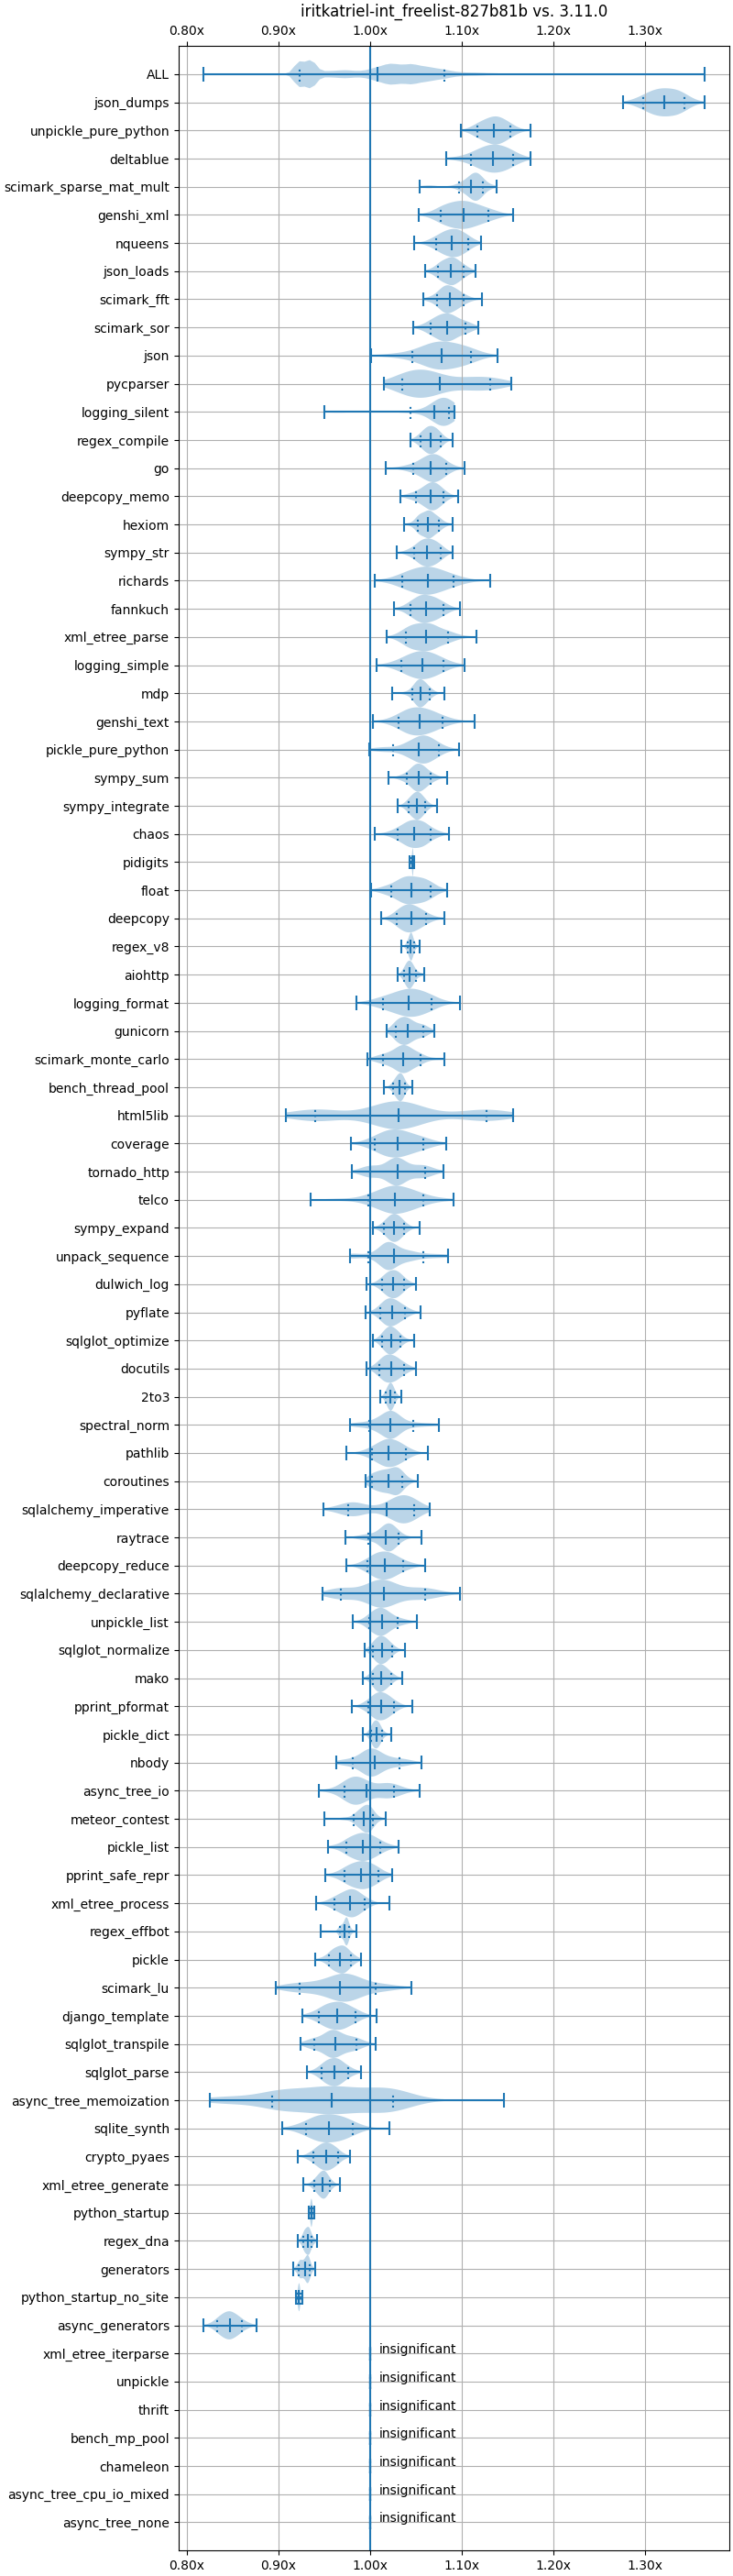 iritkatriel-int_freelist-827b81b vs. 3.11.0
0.80x 0.90x 1.00x 1.10x 1.20x 1.30x
ALL
json_dumps
unpickle_pure_python
deltablue
scimark_sparse_mat_mult
genshi_xml
nqueens
json_loads
scimark_fft
scimark_sor
json
pycparser
logging_silent
regex_compile
go
deepcopy_memo
hexiom
sympy_str
richards
fannkuch
xml_etree_parse
logging_simple
mdp
genshi_text
pickle_pure_python
sympy_sum
sympy_integrate
chaos
pidigits
float
deepcopy
regex_v8
aiohttp
logging_format
gunicorn
scimark_monte_carlo
bench_thread_pool
html5lib
coverage
tornado_http
telco
sympy_expand
unpack_sequence
dulwich_log
pyflate
sqlglot_optimize
docutils
2to3
spectral_norm
pathlib
coroutines
sqlalchemy_imperative
raytrace
deepcopy_reduce
sqlalchemy_declarative
unpickle_list
sqlglot_normalize
mako
pprint_pformat
pickle_dict
nbody
async_tree_io
meteor_contest
pickle_list
pprint_safe_repr
xml_etree_process
regex_effbot
pickle
scimark_lu
django_template
sqlglot_transpile
sqlglot_parse
async_tree_memoization
sqlite_synth
crypto_pyaes
xml_etree_generate
python_startup
regex_dna
generators
python_startup_no_site
async_generators
xml_etree_iterparse insignificant
unpickle insignificant
thrift insignificant
bench_mp_pool insignificant
chameleon insignificant
async_tree_cpu_io_mixed insignificant
async_tree_none insignificant
0.80x 0.90x 1.00x 1.10x 1.20x 1.30x